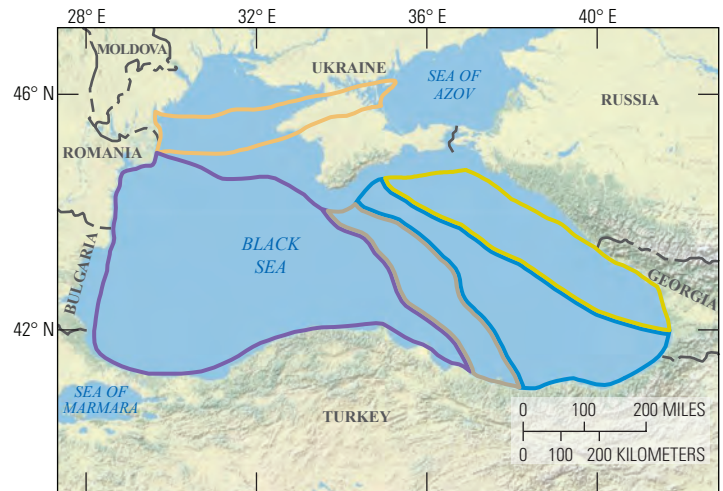 28° E 32 E 36 E 40 E
MOLDOVA
UKRAINE
SEA OF
AZOV
RUSSIA
46° N
ROMANIA
BLACK
SEA
BULGARIA
GEORGIA
42° N
SEA OF
MARMARA
TURKEY
0 100 200 MILES
0 100 200 KILOMETERS